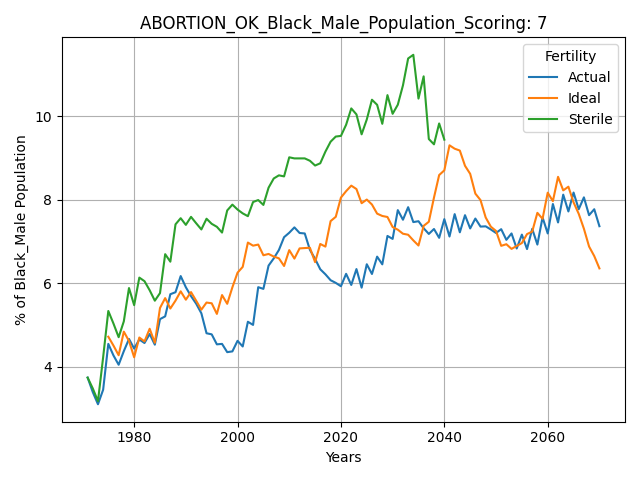 ABORTION_OK_Black_Male_Population_Scoring: 7
Fertility
Actual
Ideal
Sterile
% of Black_Male Population
10
8
6
4
1980 2000 2020 2040 2060
Years